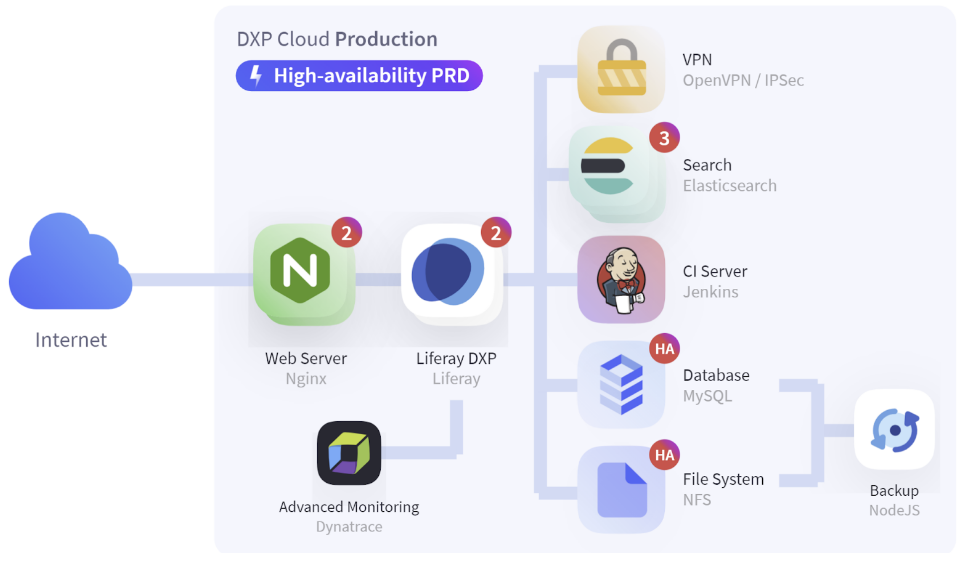 DXP Cloud Production
High-availability PRD
VPN
OpenVPN / IPSec
3
Search
Elasticsearch
2
2
N
CI Server
Jenkins
Internet
Web Server
Nginx
Liferay DXP
Liferay
HA
Database
MySQL
Advanced Monitoring
Dynatrace
HA
File System
NFS
Backup
NodeJS